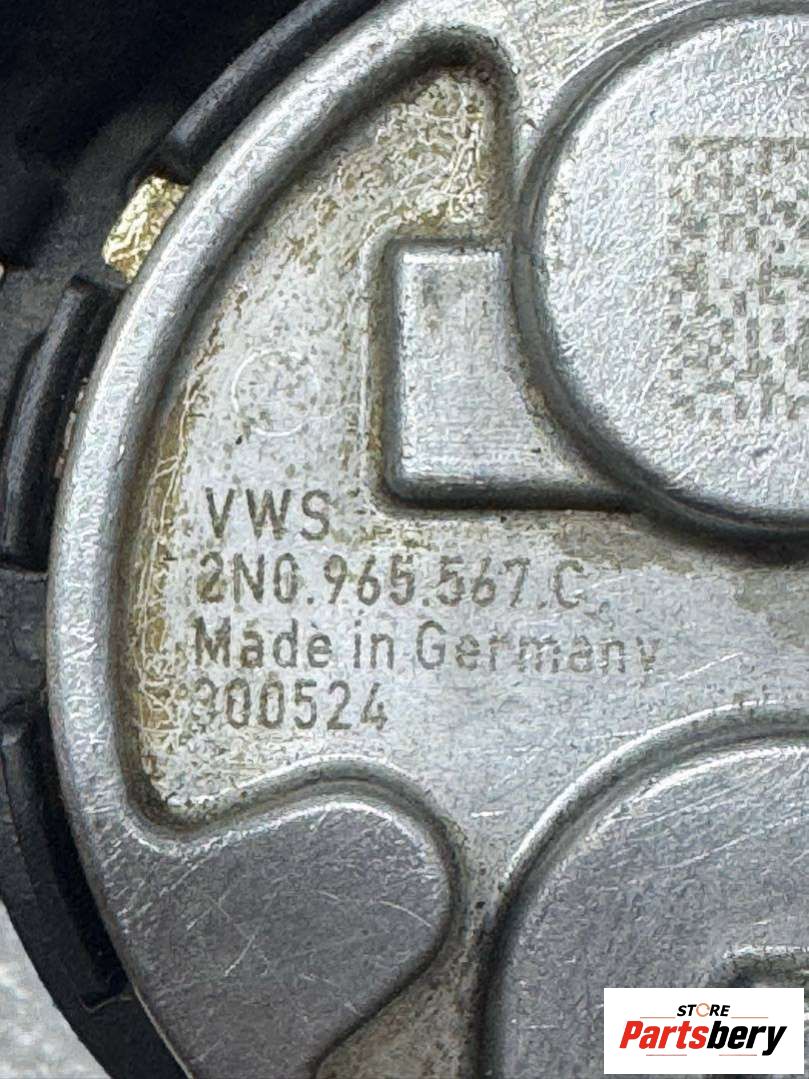 VWS
2N0.965.567.C
Made in Germany
300524
STORE
Partsbery